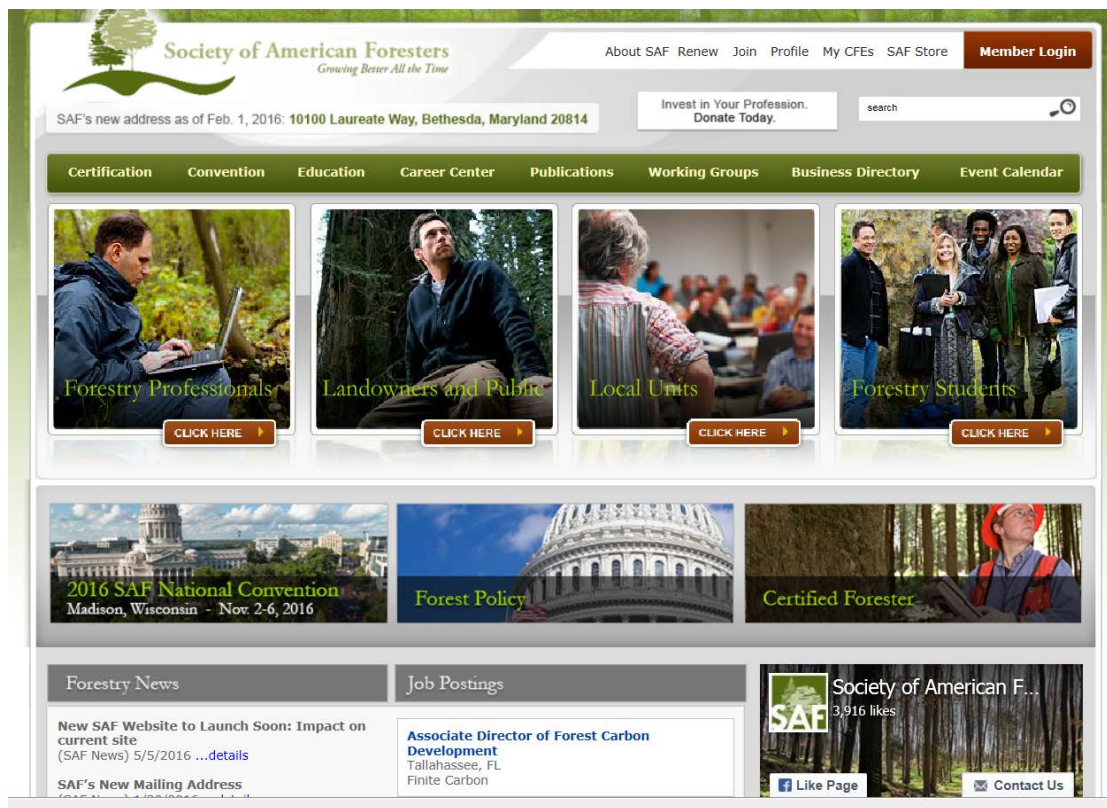 Society of American Foresters
Growing Better All the Time
About SAF Renew Join Profile My CFEs SAF Store
Member Login
SAF's new address as of Feb. 1, 2016: 10100 Laureate Way, Bethesda, Maryland 20814
Invest in Your Profession.
Donate Today.
search
Certification Convention Education Career Center Publications Working Groups Business Directory Event Calendar
Forestry Professionals
CLICK HERE
Landowners and Public
CLICK HERE
Local Units
CLICK HERE
Forestry Students
CLICK HERE
2016 SAF National Convention
Madison, Wisconsin - Nov. 2-6, 2016
Forest Policy
Certified Forester
Forestry News
New SAF Website to Launch Soon: Impact on
current site
(SAF News) 5/5/2016 ...details
SAF's New Mailing Address
Job Postings
Associate Director of Forest Carbon
Development
Tallahassee, FL
Finite Carbon
SAF
Society of American F...
3,916 likes
Like Page
Contact Us